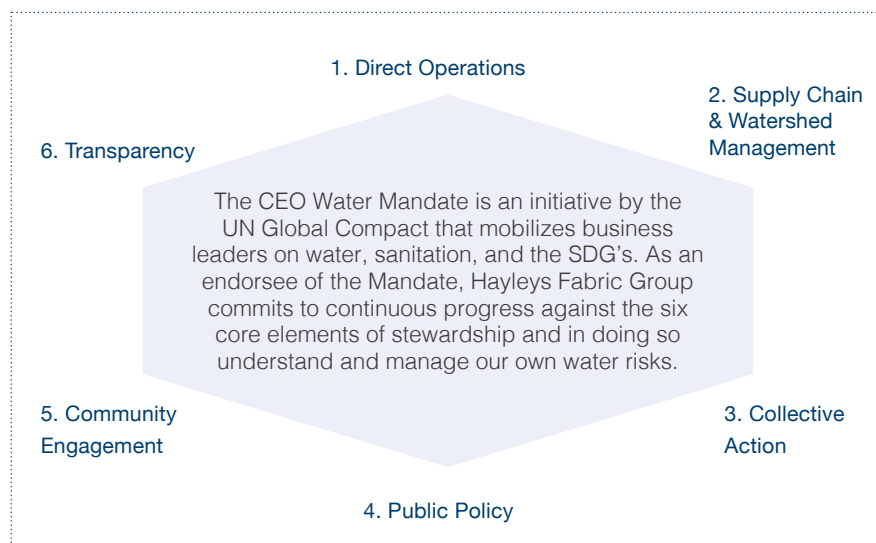 1. Direct Operations
2. Supply Chain
& Watershed
Management
6. Transparency
The CEO Water Mandate is an initiative by the
UN Global Compact that mobilizes business
leaders on water, sanitation, and the SDG's. As an
endorsee of the Mandate, Hayleys Fabric Group
commits to continuous progress against the six
core elements of stewardship and in doing so
understand and manage our own water risks.
5. Community
Engagement
3. Collective
Action
4. Public Policy